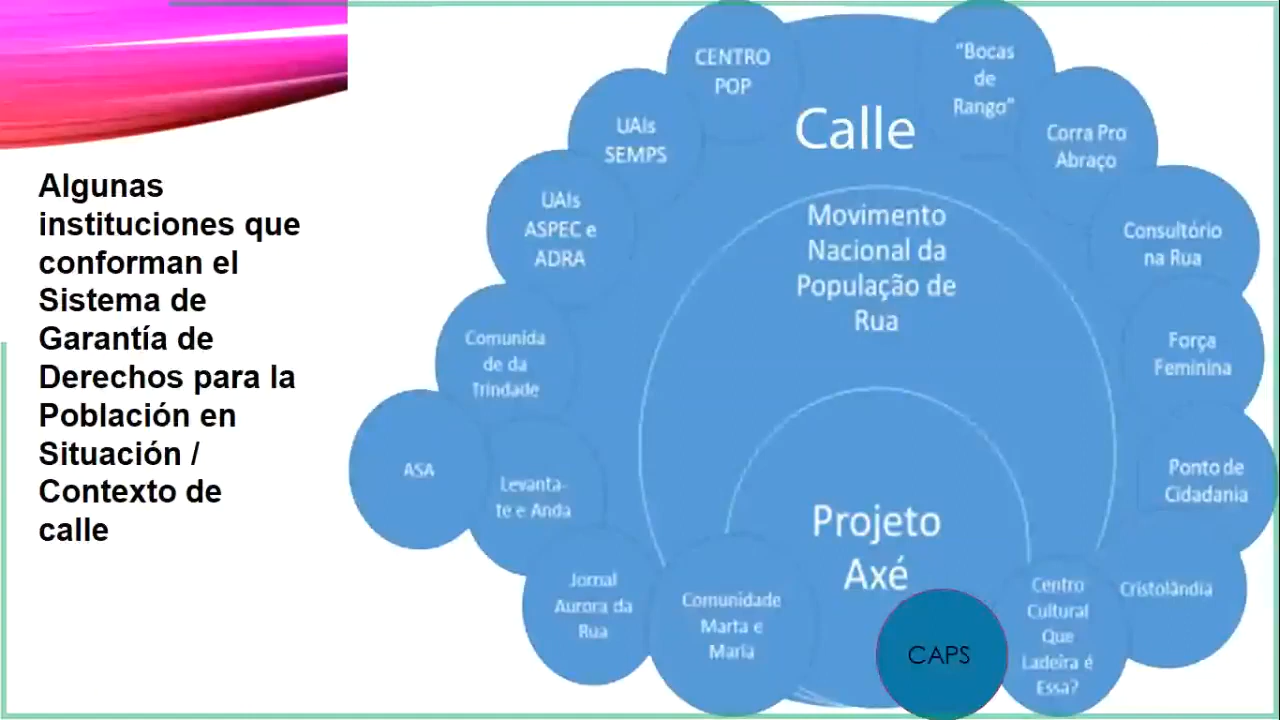 Algunas
instituciones que
conforman el
Sistema de
Garantía de
Derechos para la
Población en
Situación /
Contexto de
calle
CENTRO
POP
"Bocas
de
Rango"
UAIs
SEMPS
Calle
Corra Pro
Abraço
UAIs
ASPEC e
ADRA
Movimento
Nacional da
População de
Rua
Consultório
na Rua
Comunida
de da
Trindade
Força
Feminina
ASA
Levanta-
te e Anda
Ponto de
Cidadania
Projeto
Axé
Jornal
Aurora da
Rua
Comunidade
Marta e
Maria
CAPS
Centro
Cultural
Que
Ladeira é
Essa?
Cristolândia